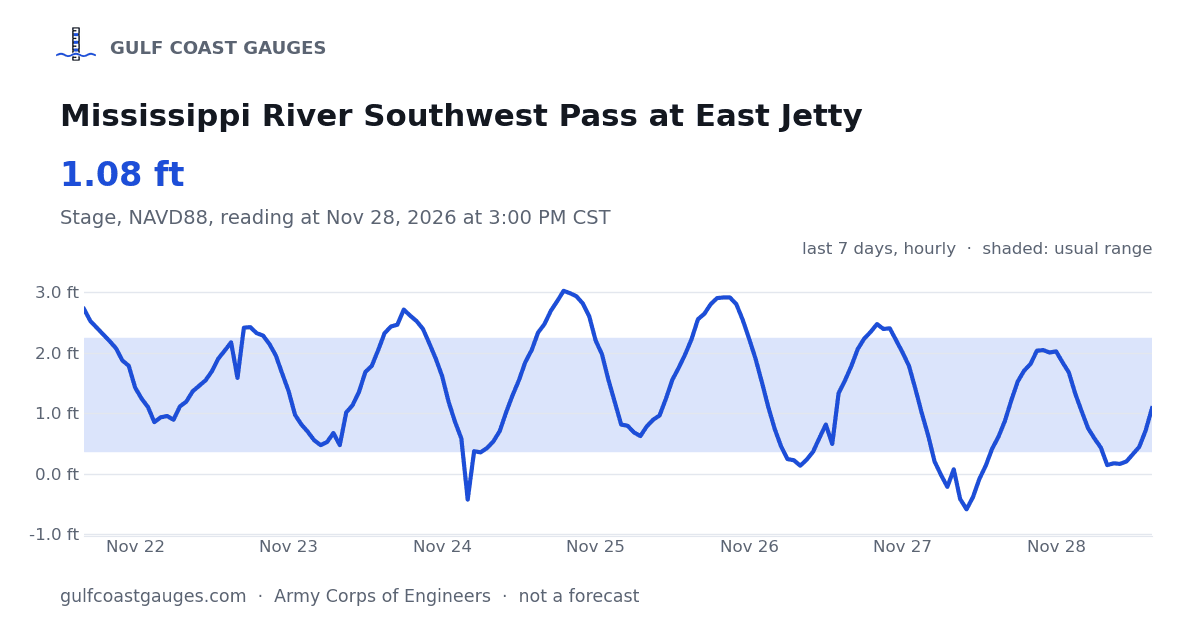 GULF COAST GAUGES
Mississippi River Southwest Pass at East Jetty
1.08 ft
Stage, NAVD88, reading at Nov 28, 2026 at 3:00 PM CST
last 7 days, hourly · shaded: usual range
3.0 ft
2.0 ft
1.0 ft
0.0 ft
-1.0 ft
Nov 22 Nov 23 Nov 24 Nov 25 Nov 26 Nov 27 Nov 28
gulfcoastgauges.com · Army Corps of Engineers · not a forecast